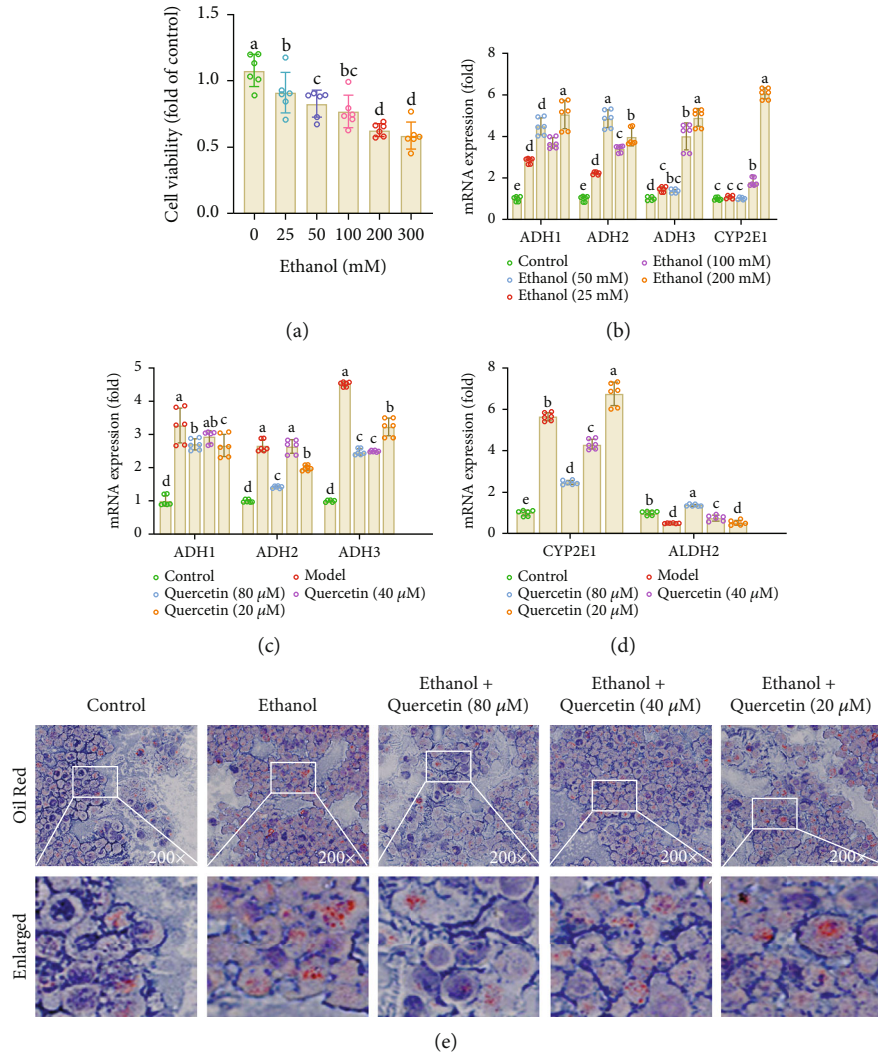 Cell viability (fold of control)
1.5
1.0
0.5
0.0
a
b
c
bc
d
d
0
25
50
100
200
300
Ethanol (mM)
(a)
mRNA expression (fold)
8
6
4
2
0
e
d
d
c
a
e
d
a
c
b
d
c
bc
b
a
c c c
b
a
ADH1
ADH2
ADH3
CYP2E1
Control
Ethanol (50 mM)
Ethanol (25 mM)
Ethanol (100 mM)
Ethanol (200 mM)
(b)
mRNA expression (fold)
5
4
3
2
1
0
d
a
b
ab
c
d
a
c
a
b
d
a
c
c
b
ADH1
ADH2
ADH3
Control
Quercetin (80 μM)
Quercetin (20 μM)
Model
Quercetin (40 μM)
(c)
mRNA expression (fold)
8
6
4
2
0
e
b
d
c
a
b
d
a
c
d
CYP2E1
ALDH2
Control
Quercetin (80 μM)
Quercetin (20 μM)
Model
Quercetin (40 μM)
(d)
Control
Ethanol
Ethanol +
Quercetin (80 μM)
Ethanol +
Quercetin (40 μM)
Ethanol +
Quercetin (20 μM)
Oil Red
200×
200×
200×
200×
200×
Enlarged
(e)